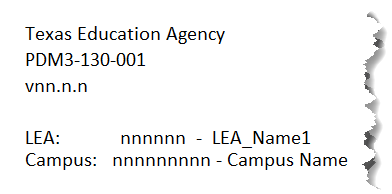 Texas Education Agency
PDM3-130-001
vnn.n.n
LEA: nnnnnn - LEA_Name1
Campus: nnnnnnnnn - Campus Name